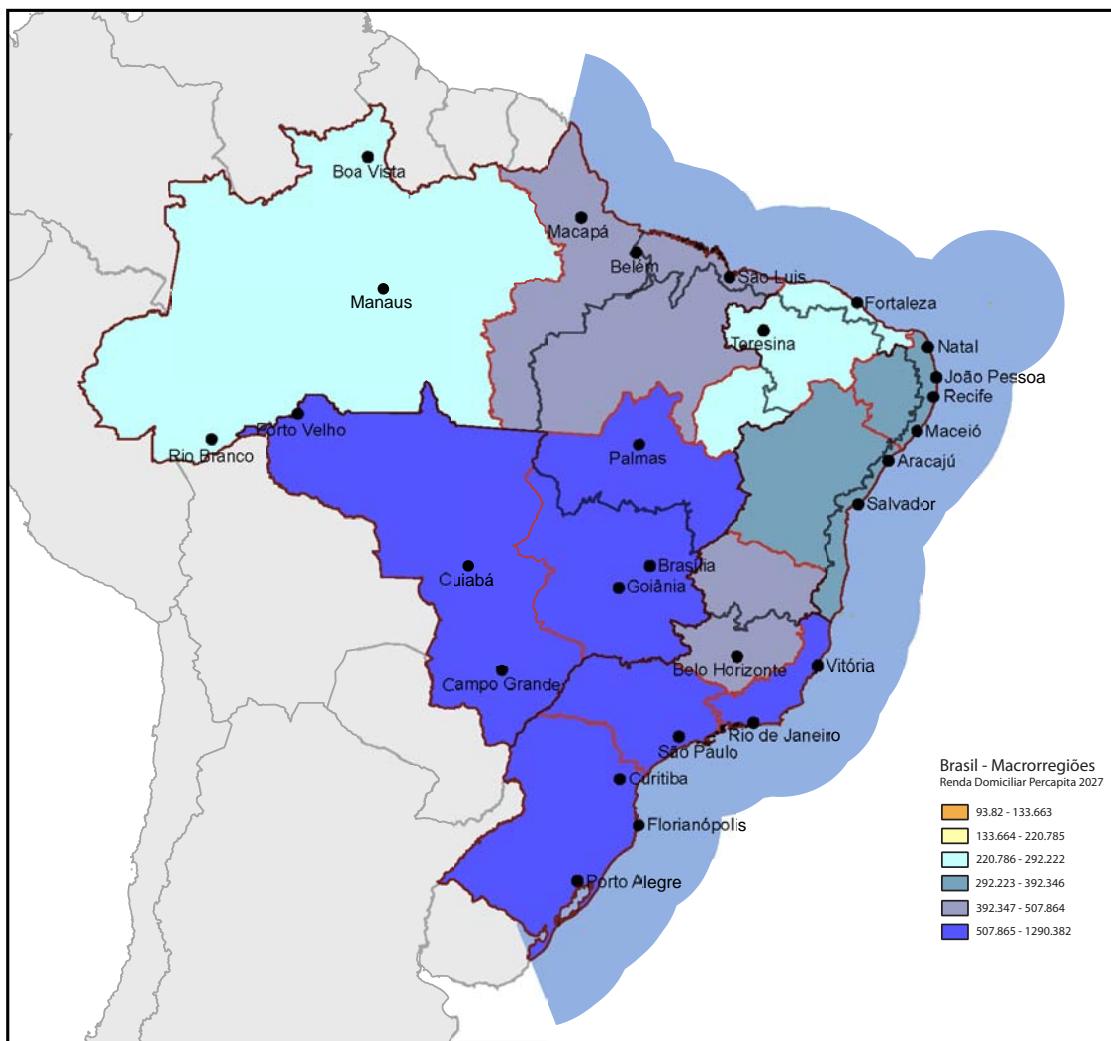 Boa Vista
Macapá
Belém
São Luis
Manaus
Fortaleza
Teresina
Natal
João Pessoa
Recife
Porto Velho
Maceió
Rio Branco
Palmas
Aracajú
Salvador
Cuiabá
Brasília
Goiânia
Belo Horizonte
Vitória
Campo Grande
Rio de Janeiro
São Paulo
Curitiba
Florianópolis
Porto Alegre
Brasil - Macrorregiões
Renda Domiciliar Percapita 2027
93.82 - 133.663
133.664 - 220.785
220.786 - 292.222
292.223 - 392.346
392.347 - 507.864
507.865 - 1290.382